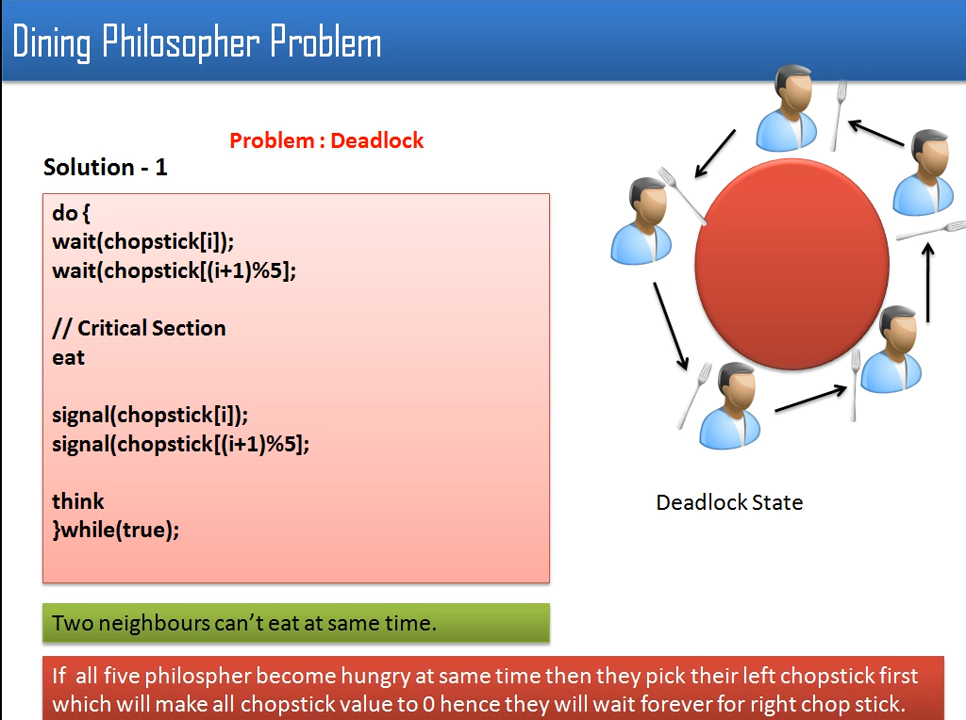 Dining Philosopher Problem
Problem : Deadlock
Solution - 1
do {
wait(chopstick[i]);
wait(chopstick[(i+1)%5];
// Critical Section
eat
signal(chopstick[i]);
signal(chopstick[(i+1)%5];
think
}while(true);
Deadlock State
Two neighbours can’t eat at same time.
If all five philospher become hungry at same time then they pick their left chopstick first
which will make all chopstick value to 0 hence they will wait forever for right chop stick.